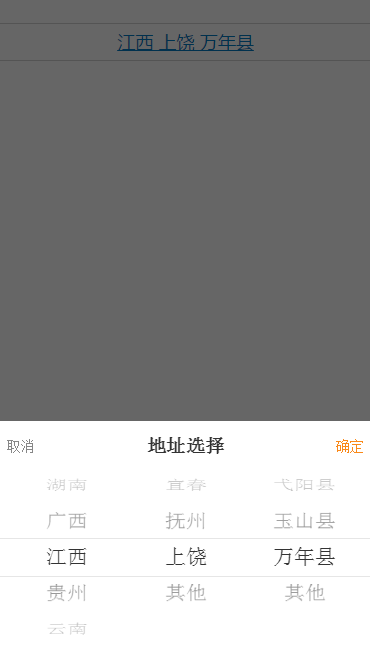 江西 上饶 万年县
取消 地址选择 确定
湖南 宜春 弋阳县
广西 抚州 玉山县
江西 上饶 万年县
贵州 其他 其他
云南